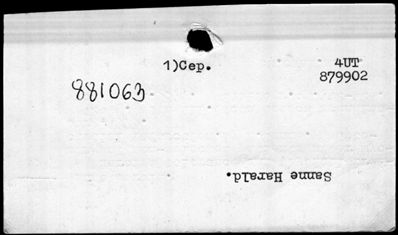 1)Cep.
4UT
879902
881063
Sanne Harald.